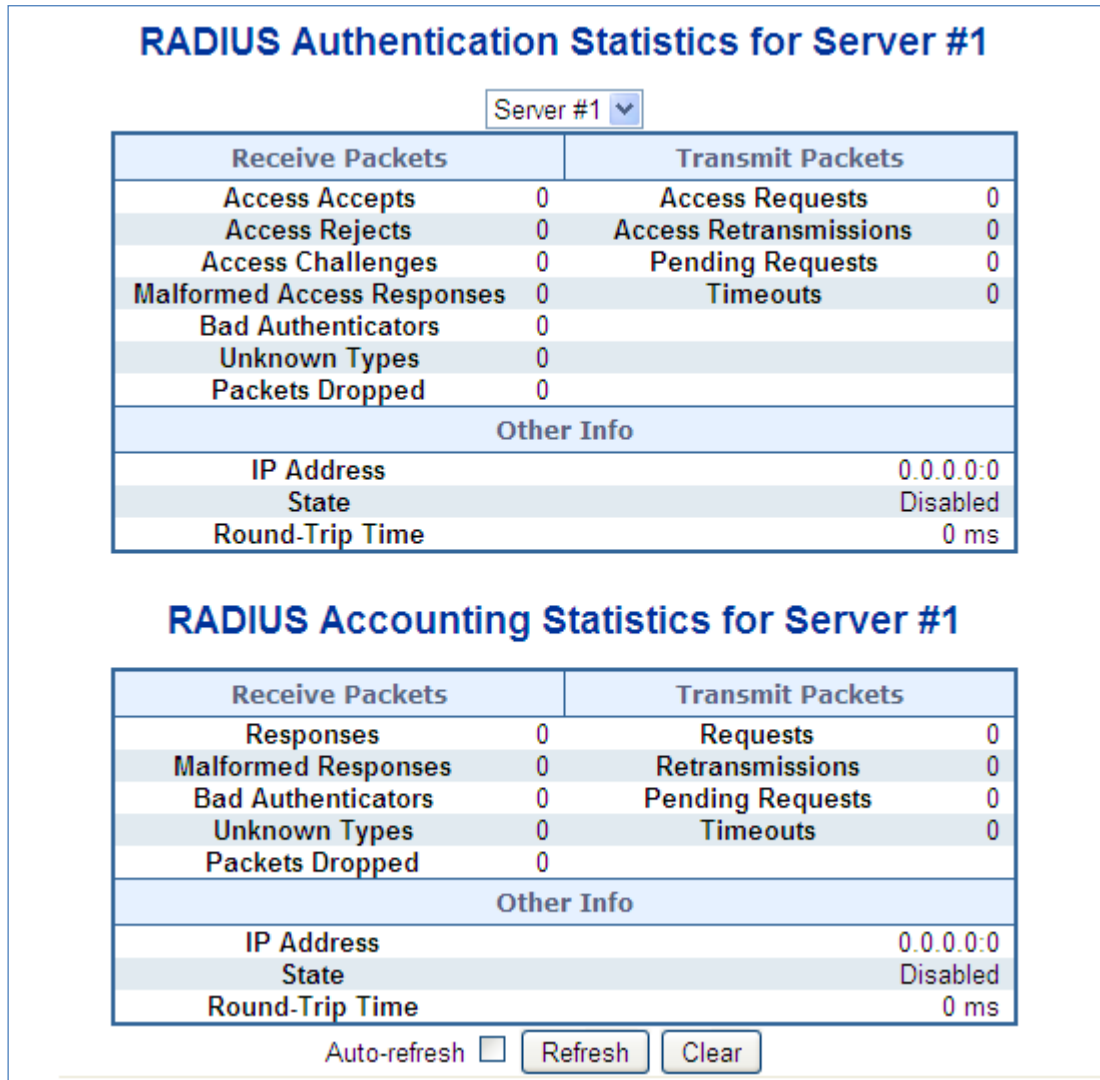 RADIUS Authentication Statistics for Server #1
Server #1
Receive Packets Transmit Packets
Access Accepts 0 Access Requests 0
Access Rejects 0 Access Retransmissions 0
Access Challenges 0 Pending Requests 0
Malformed Access Responses 0 Timeouts 0
Bad Authenticators 0
Unknown Types 0
Packets Dropped 0
Other Info
IP Address 0.0.0.0:0
State Disabled
Round-Trip Time 0 ms
RADIUS Accounting Statistics for Server #1
Receive Packets Transmit Packets
Responses 0 Requests 0
Malformed Responses 0 Retransmissions 0
Bad Authenticators 0 Pending Requests 0
Unknown Types 0 Timeouts 0
Packets Dropped 0
Other Info
IP Address 0.0.0.0:0
State Disabled
Round-Trip Time 0 ms
Auto-refresh Refresh Clear